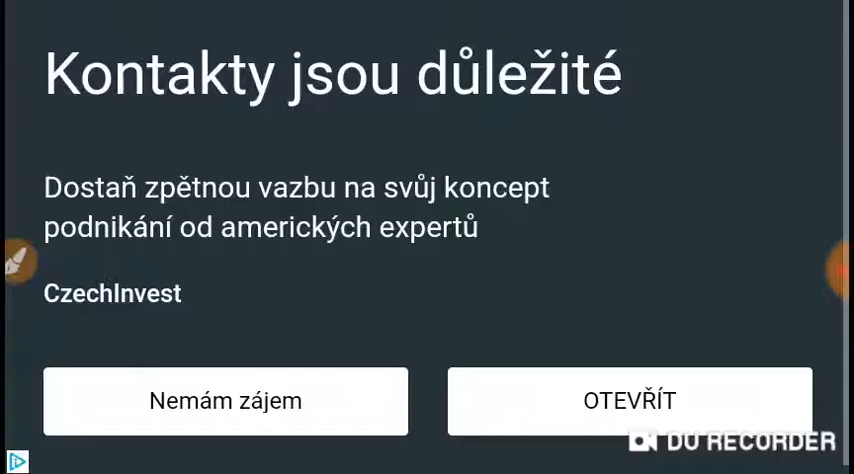 Kontakty jsou důležité
Dostaň zpětnou vazbu na svůj koncept
podnikání od amerických expertů
CzechInvest
Nemám zájem
OTEVŘÍT
DU RECORDER